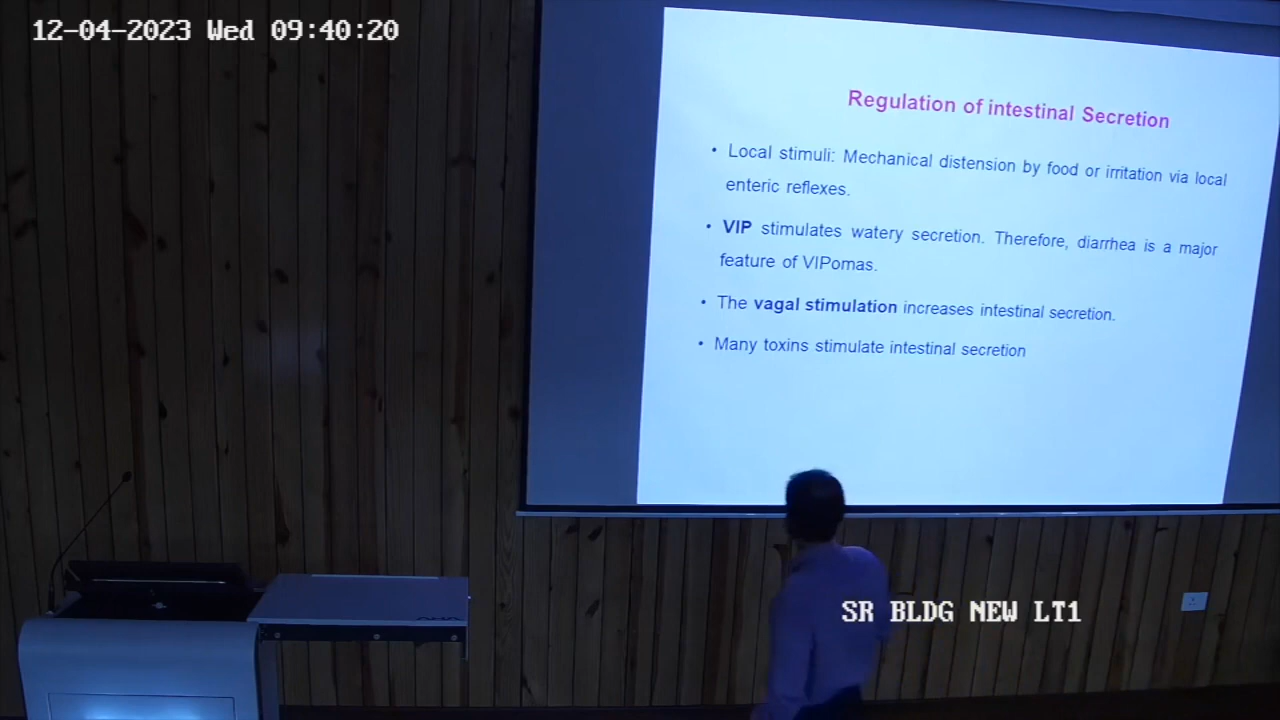 12-04-2023 Wed 09:40:20
Regulation of intestinal Secretion
• Local stimuli: Mechanical distension by food or irritation via local
enteric reflexes.
• VIP stimulates watery secretion. Therefore, diarrhea is a major
feature of VIPomas.
• The vagal stimulation increases intestinal secretion.
• Many toxins stimulate intestinal secretion
SR BLDG NEW LT1